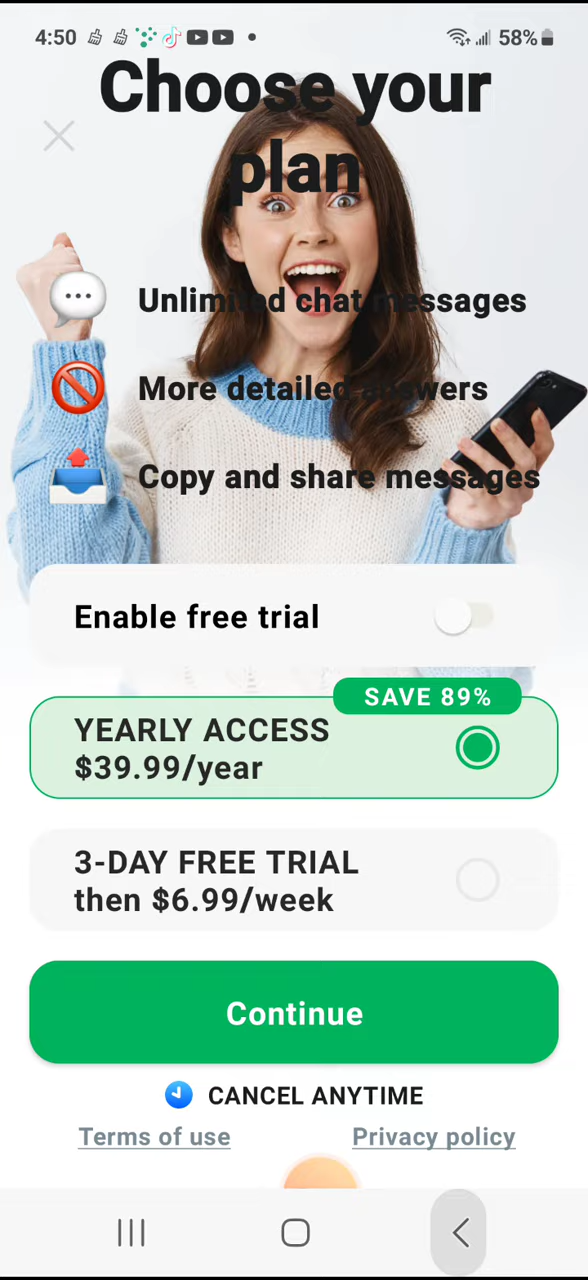 4:50
58%
Choose your
plan
Unlimited chat messages
More detailed answers
Copy and share messages
Enable free trial
SAVE 89%
YEARLY ACCESS
$39.99/year
3-DAY FREE TRIAL
then $6.99/week
Continue
CANCEL ANYTIME
Terms of use
Privacy policy